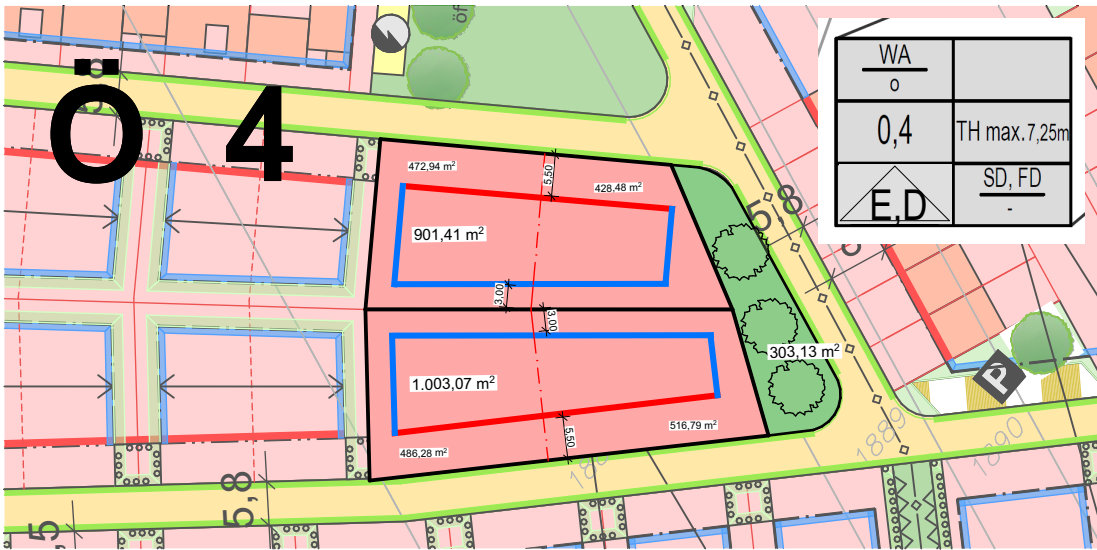 öf
Ö 4
WA
o
0,4
TH max.7,25m
E,D
SD, FD
-
472,94 m²
5,50
428,48 m²
5,8
901,41 m²
3,00
3,00
303,13 m²
1.003,07 m²
P
516,79 m²
5,50
486,28 m²
1889
1890
5,8
5